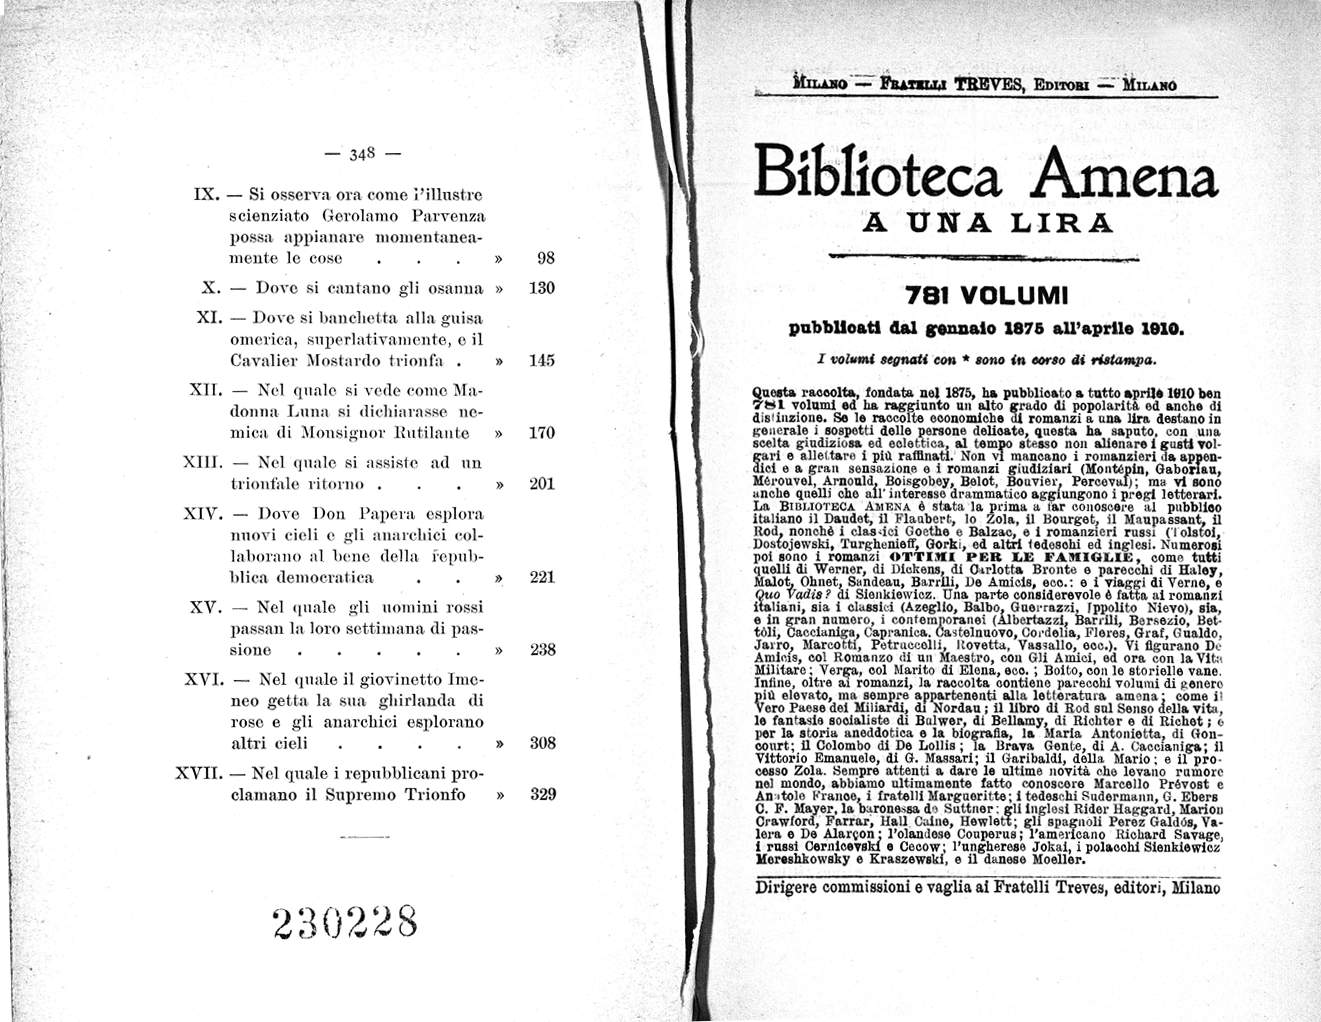 — 348 —
IX. — Si osserva ora come l'illustre
scienziato Gerolamo Parvenza
possa appianare momentanea-
mente le cose . . . » 98
X. — Dove si cantano gli osanna » 130
XI. — Dove si banchetta alla guisa
omerica, superlativamente, e il
Cavalier Mostardo trionfa . » 145
XII. — Nel quale si vede come Ma-
donna Luna si dichiarasse ne-
mica di Monsignor Rutilante » 170
XIII. — Nel quale si assiste ad un
trionfale ritorno . . . » 201
XIV. — Dove Don Papera esplora
nuovi cieli e gli anarchici col-
laborano al bene della repub-
blica democratica . . » 221
XV. — Nel quale gli uomini rossi
passan la loro settimana di pas-
sione . . . . . » 238
XVI. — Nel quale il giovinetto Ime-
neo getta la sua ghirlanda di
rose e gli anarchici esplorano
altri cieli . . . . » 308
XVII. — Nel quale i repubblicani pro-
clamano il Supremo Trionfo » 329
230228
MILANO — FRATELLI TREVES, EDITORI — MILANO
Biblioteca Amena
A UNA LIRA
781 VOLUMI
pubblicati dal gennaio 1875 all'aprile 1910.
I volumi segnati con * sono in corso di ristampa.
Questa raccolta, fondata nel 1875, ha pubblicato a tutto aprile 1910 ben
781 volumi ed ha raggiunto un alto grado di popolarità ed anche di
distinzione. Se le raccolte economiche di romanzi a una lira destano in
generale i sospetti delle persone delicate, questa ha saputo, con una
scelta giudiziosa ed eclettica, al tempo stesso non alienare i gusti vol-
gari e allettare i più raffinati. Non vi mancano i romanzieri da appen-
dici e a gran sensazione e i romanzi giudiziari (Montépin, Gaboriau,
Mérouvel, Arnould, Boisgobey, Belot, Bouvier, Perceval); ma vi sono
anche quelli che all'interesse drammatico aggiungono i pregi letterari.
La BIBLIOTECA AMENA è stata la prima a far conoscere al pubblico
italiano il Daudet, il Flaubert, lo Zola, il Bourget, il Maupassant, il
Rod, nonchè i classici Goethe e Balzac, e i romanzieri russi (Tolstoi,
Dostojewski, Turghenieff, Gorki, ed altri tedeschi ed inglesi. Numerosi
poi sono i romanzi OTTIMI PER LE FAMIGLIE, come tutti
quelli di Werner, di Dickens, di Carlotta Bronte e parecchi di Haley,
Malot, Ohnet, Sandeau, Barrili, De Amicis, ecc.: e i viaggi di Verne, e
Quo Vadis? di Sienkiewicz. Una parte considerevole è fatta ai romanzi
italiani, sia i classici (Azeglio, Balbo, Guerrazzi, Ippolito Nievo), sia,
e in gran numero, i contemporanei (Albertazzi, Barrili, Bersezio, Bet-
tòli, Caccianiga, Capranica. Castelnuovo, Cordelia, Fleres, Graf, Gualdo,
Jarro, Marcotti, Petruccelli, Rovetta, Vassallo, ecc.). Vi figurano De
Amicis, col Romanzo di un Maestro, con Gli Amici, ed ora con la Vita
Militare; Verga, col Marito di Elena, ecc.; Boito, con le storielle vane.
Infine, oltre ai romanzi, la raccolta contiene parecchi volumi di genere
più elevato, ma sempre appartenenti alla letteratura amena; come il
Vero Paese dei Miliardi, di Nordau; il libro di Rod sul Senso della vita,
le fantasie socialiste di Bulwer, di Bellamy, di Richter e di Richet; e
per la storia aneddotica e la biografia, la Maria Antonietta, di Gon-
court; il Colombo di De Lollis; la Brava Gente, di A. Caccianiga; il
Vittorio Emanuele, di G. Massari; il Garibaldi, della Mario; e il pro-
cesso Zola. Sempre attenti a dare le ultime novità che levano rumore
nel mondo, abbiamo ultimamente fatto conoscere Marcello Prévost e
Anatole France, i fratelli Margueritte; i tedeschi Sudermann, G. Ebers
C. F. Mayer, la baronessa de Suttner; gli inglesi Rider Haggard, Marion
Crawford, Farrar, Hall Caine, Hewlett; gli spagnoli Perez Galdós, Va-
lera e De Alarçon; l'olandese Couperus; l'americano Richard Savage,
i russi Cernicevski e Cecow; l'ungherese Jokai, i polacchi Sienkiewicz
Mereshkowsky e Kraszewski, e il danese Moeller.
Dirigere commissioni e vaglia ai Fratelli Treves, editori, Milano